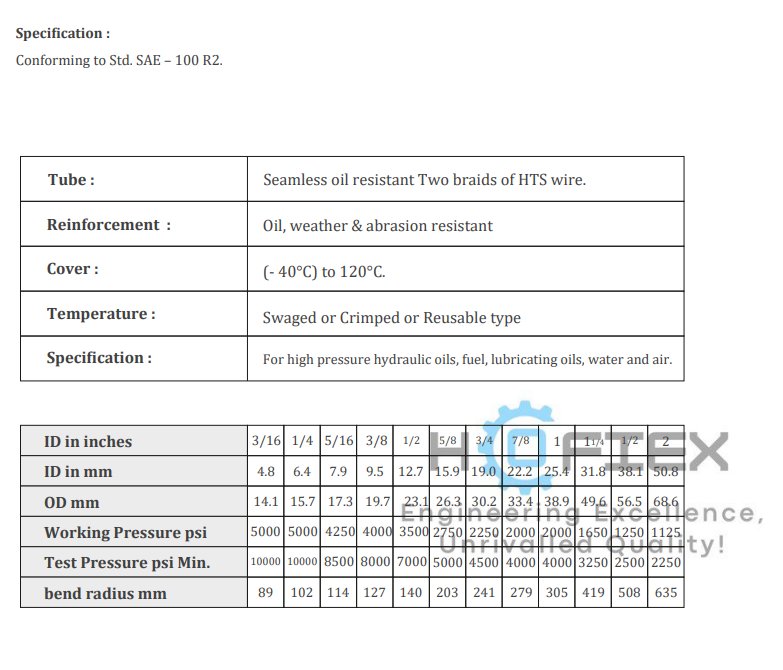 Specification :
Conforming to Std. SAE – 100 R2.
Tube : Seamless oil resistant Two braids of HTS wire.
Reinforcement : Oil, weather & abrasion resistant
Cover : (- 40°C) to 120°C.
Temperature : Swaged or Crimped or Reusable type
Specification : For high pressure hydraulic oils, fuel, lubricating oils, water and air.
ID in inches 3/16 1/4 5/16 3/8 1/2 5/8 3/4 7/8 1 11/4 1/2 2
ID in mm 4.8 6.4 7.9 9.5 12.7 15.9 19.0 22.2 25.4 31.8 38.1 50.8
OD mm 14.1 15.7 17.3 19.7 23.1 26.3 30.2 33.4 38.9 49.6 56.5 68.6
Working Pressure psi 5000 5000 4250 4000 3500 2750 2250 2000 2000 1650 1250 1125
Test Pressure psi Min. 10000 10000 8500 8000 7000 5000 4500 4000 4000 3250 2500 2250
bend radius mm 89 102 114 127 140 203 241 279 305 419 508 635
Engineering Excellence,
Unrivalled Quality!